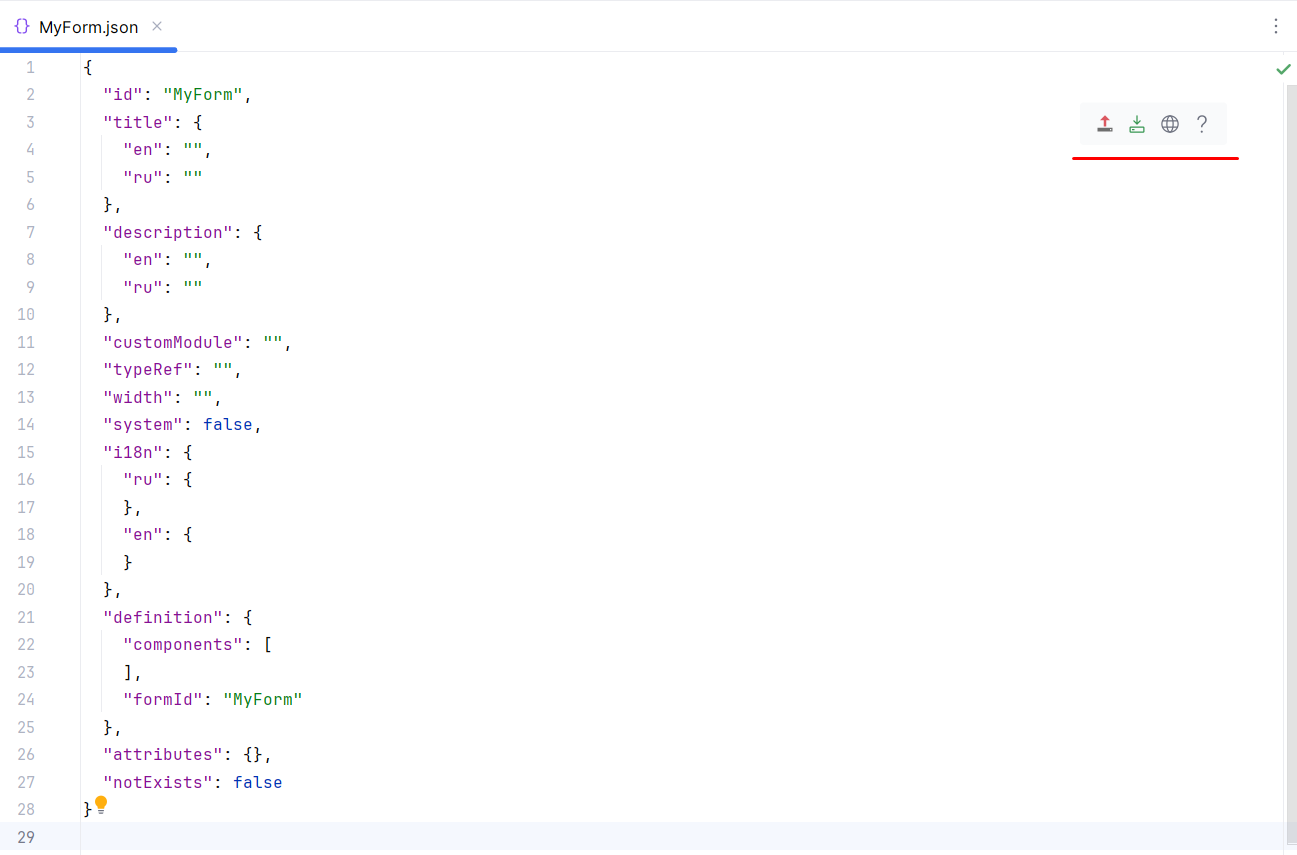 MyForm.json
1 {
2   "id": "MyForm",
3   "title": {
4     "en": "",
5     "ru": ""
6   },
7   "description": {
8     "en": "",
9     "ru": ""
10   },
11   "customModule": "",
12   "typeRef": "",
13   "width": "",
14   "system": false,
15   "i18n": {
16     "ru": {
17     },
18     "en": {
19     }
20   },
21   "definition": {
22     "components": [
23     ],
24     "formId": "MyForm"
25   },
26   "attributes": {},
27   "notExists": false
28 }
29